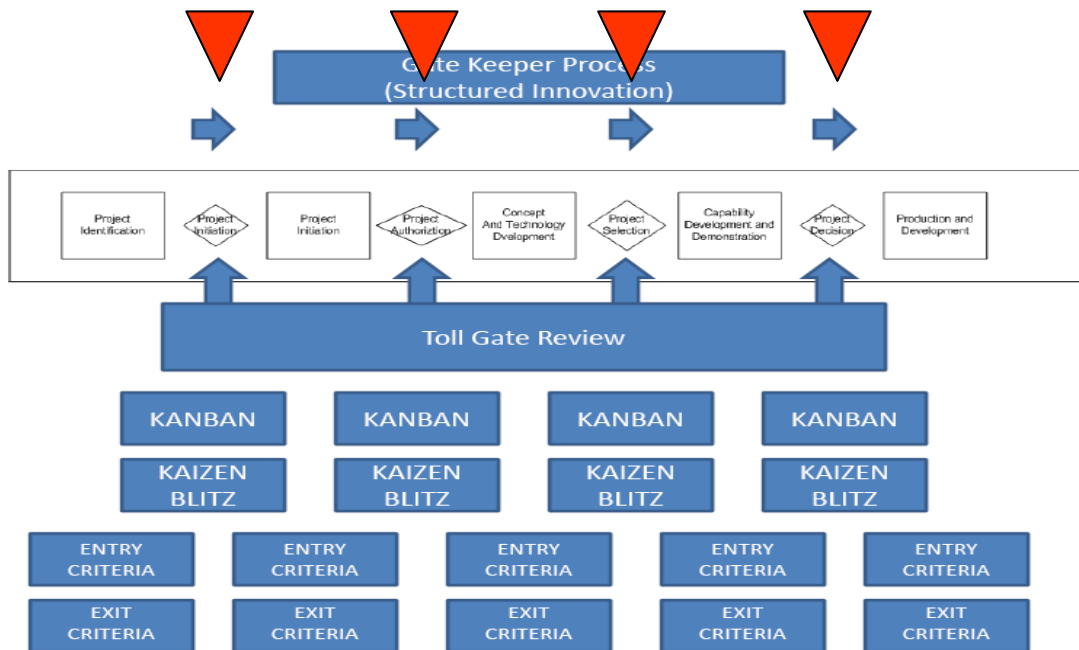 Gate Keeper Process
(Structured Innovation)
Project
Identification
Project
Initiation
Project
Initiation
Project
Authoriztion
Concept
And Technology
Dvelopment
Project
Selection
Capability
Development and
Demonstration
Project
Decision
Production and
Development
Toll Gate Review
KANBAN
KANBAN
KANBAN
KANBAN
KAIZEN
BLITZ
KAIZEN
BLITZ
KAIZEN
BLITZ
KAIZEN
BLITZ
ENTRY
CRITERIA
ENTRY
CRITERIA
ENTRY
CRITERIA
ENTRY
CRITERIA
ENTRY
CRITERIA
EXIT
CRITERIA
EXIT
CRITERIA
EXIT
CRITERIA
EXIT
CRITERIA
EXIT
CRITERIA